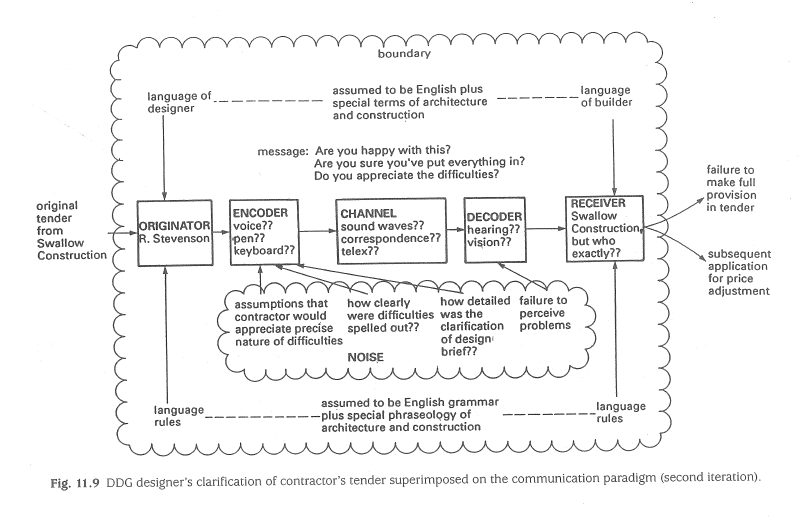 boundary
language of
designer
assumed to be English plus
special terms of architecture
and construction
language
of builder
message: Are you happy with this?
Are you sure you've put everything in?
Do you appreciate the difficulties?
original
tender
from
Swallow
Construction
ORIGINATOR
R. Stevenson
ENCODER
voice??
pen??
keyboard??
CHANNEL
sound waves??
correspondence??
telex??
DECODER
hearing??
vision??
RECEIVER
Swallow
Construction,
but who
exactly??
failure to
make full
provision
in tender
subsequent
application
for price
adjustment
assumptions that
contractor would
appreciate precise
nature of difficulties
how clearly
were difficulties
spelled out??
how detailed
was the
clarification
of design
brief??
failure to
perceive
problems
NOISE
language
rules
assumed to be English grammar
plus special phraseology of
architecture and construction
language
rules
Fig. 11.9 DDG designer's clarification of contractor's tender superimposed on the communication paradigm (second iteration).